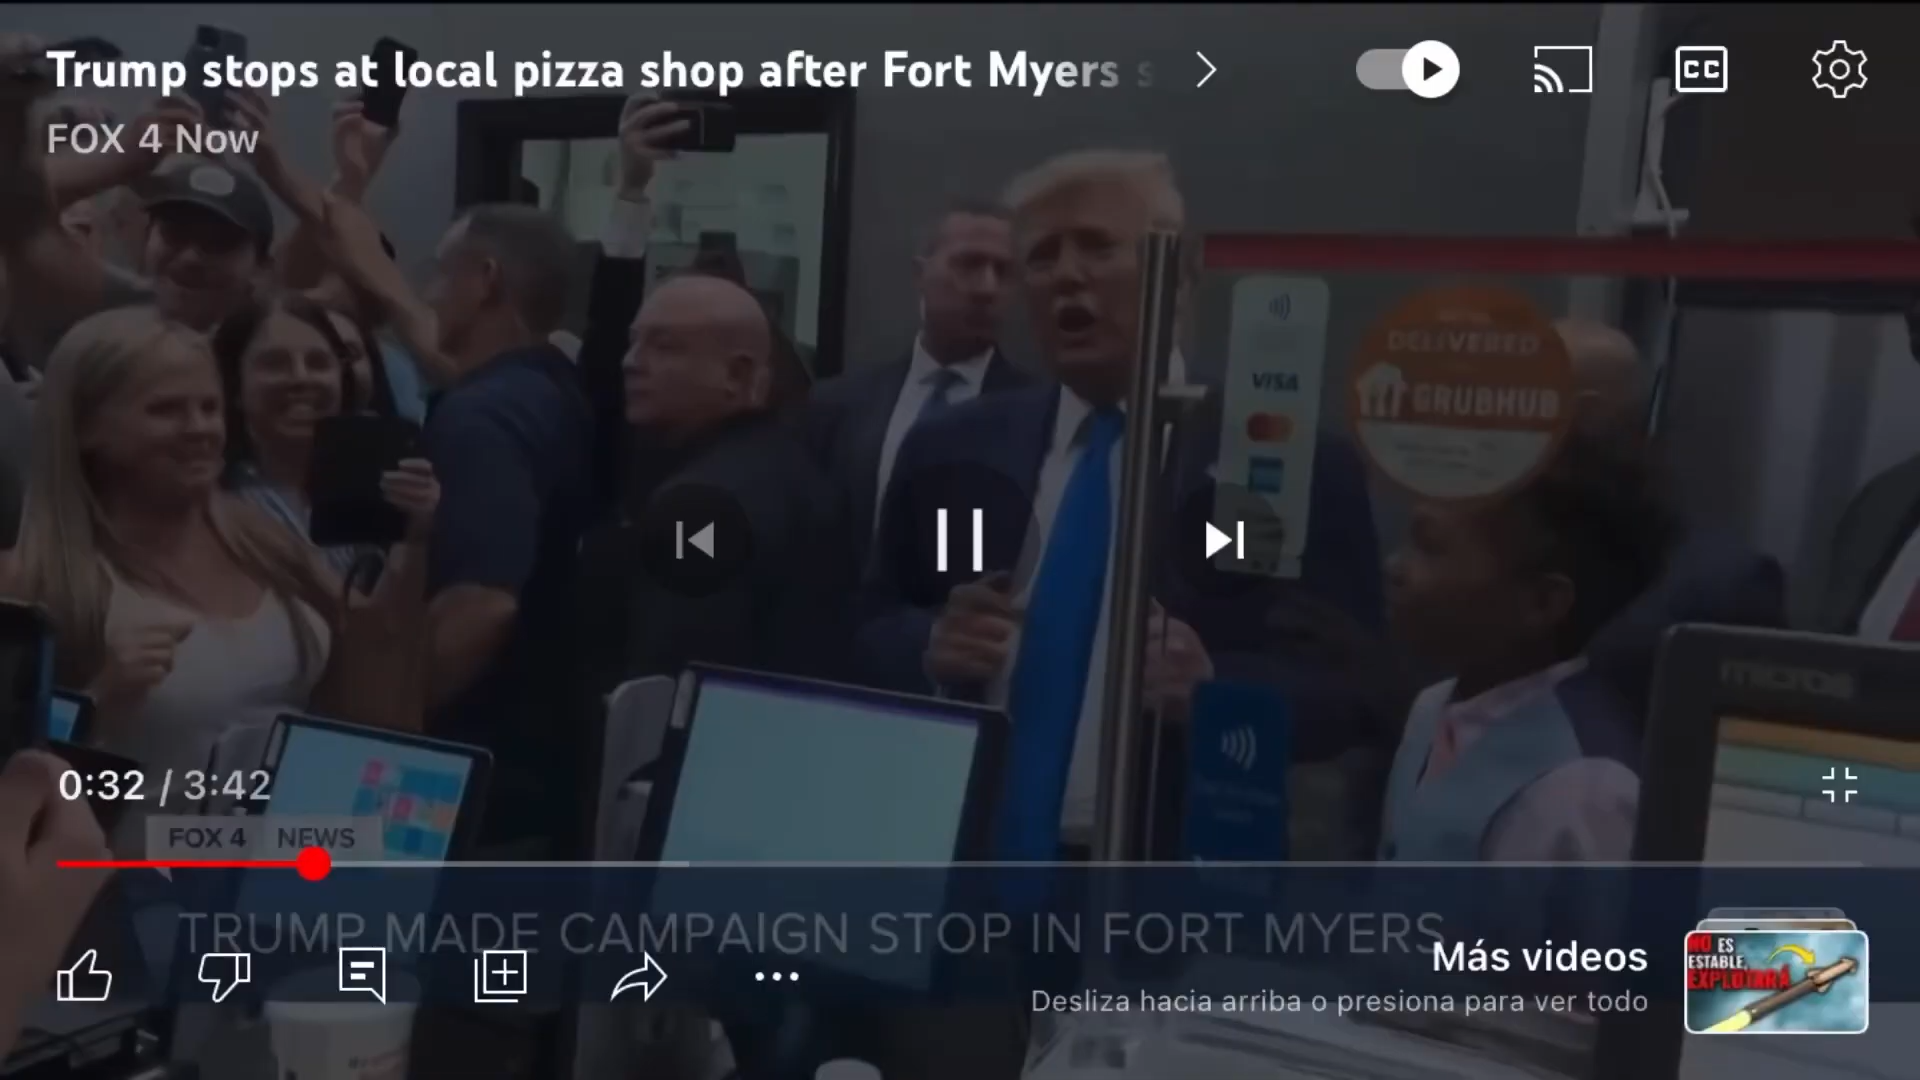 Trump stops at local pizza shop after Fort Myers s
FOX 4 Now
CC
DELIVERED
VISA
GRUBHUB
micros
0:32 / 3:42
FOX 4 NEWS
TRUMP MADE CAMPAIGN STOP IN FORT MYERS
Más videos
Desliza hacia arriba o presiona para ver todo
NO ES
ESTABLE,
EXPLOTARÁ